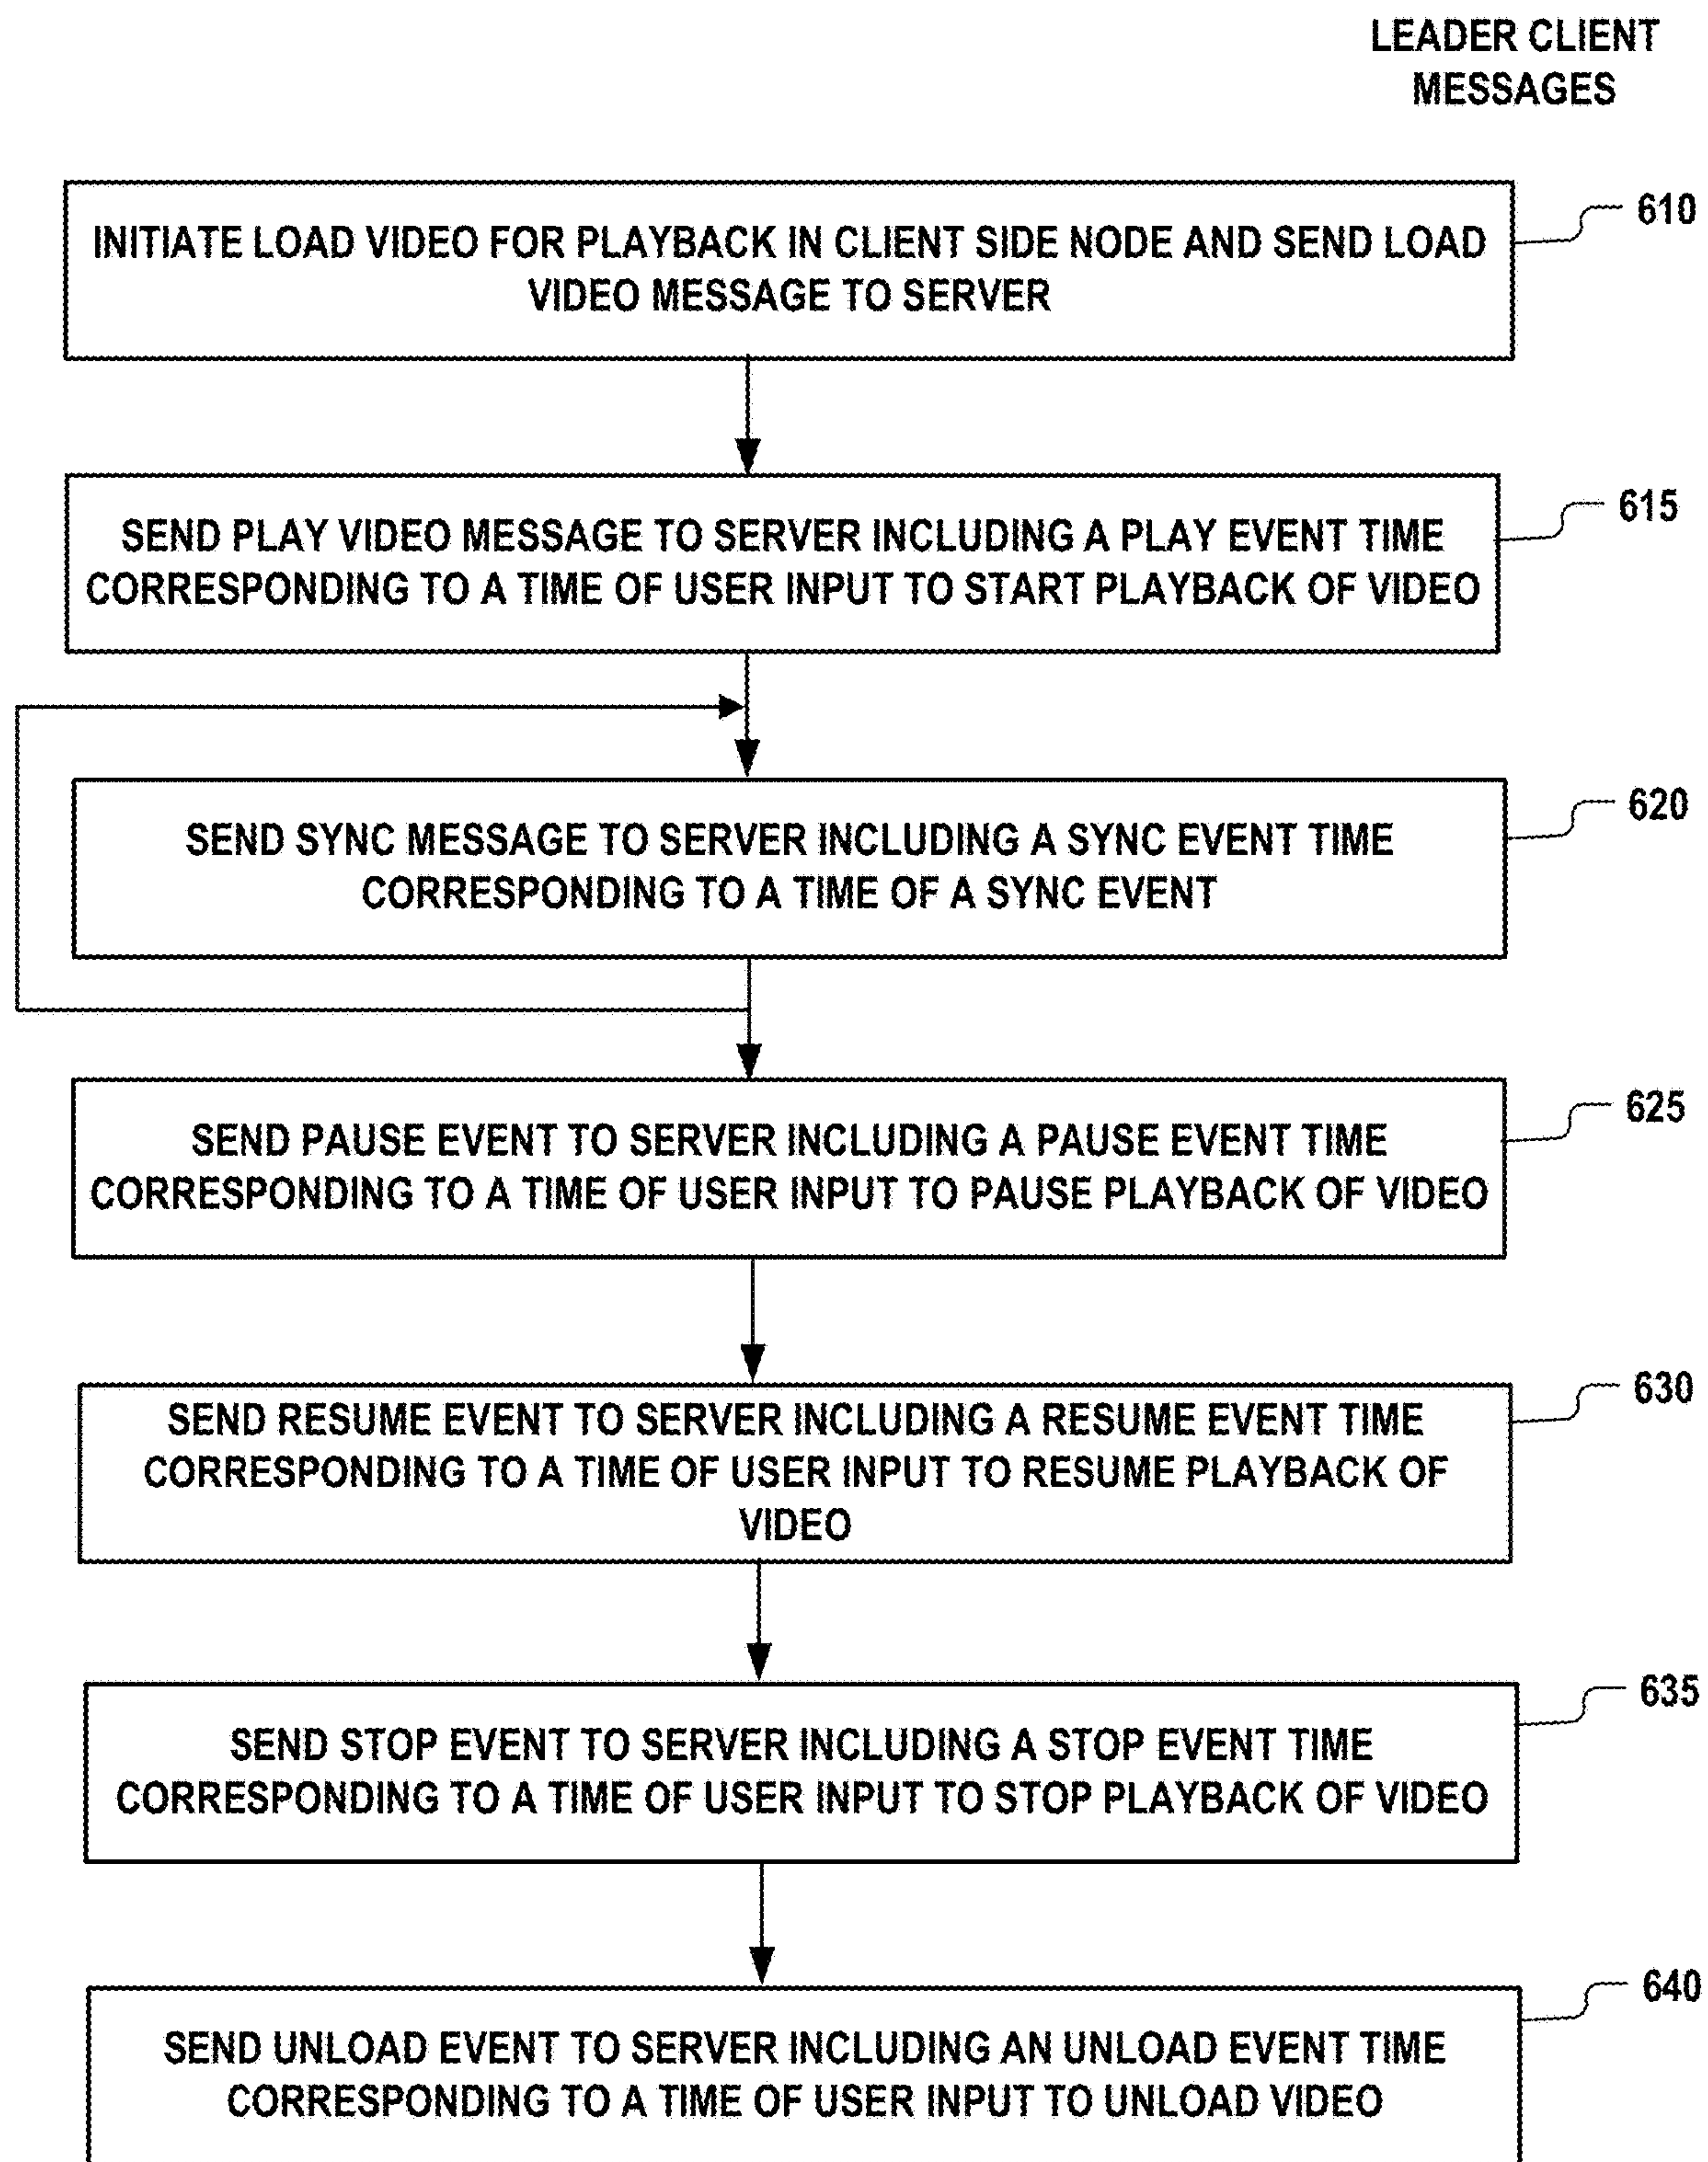 LEADER CLIENT
MESSAGES
INITIATE LOAD VIDEO FOR PLAYBACK IN CLIENT SIDE NODE AND SEND LOAD
VIDEO MESSAGE TO SERVER
610
SEND PLAY VIDEO MESSAGE TO SERVER INCLUDING A PLAY EVENT TIME
CORRESPONDING TO A TIME OF USER INPUT TO START PLAYBACK OF VIDEO
615
SEND SYNC MESSAGE TO SERVER INCLUDING A SYNC EVENT TIME
CORRESPONDING TO A TIME OF A SYNC EVENT
620
SEND PAUSE EVENT TO SERVER INCLUDING A PAUSE EVENT TIME
CORRESPONDING TO A TIME OF USER INPUT TO PAUSE PLAYBACK OF VIDEO
625
SEND RESUME EVENT TO SERVER INCLUDING A RESUME EVENT TIME
CORRESPONDING TO A TIME OF USER INPUT TO RESUME PLAYBACK OF
VIDEO
630
SEND STOP EVENT TO SERVER INCLUDING A STOP EVENT TIME
CORRESPONDING TO A TIME OF USER INPUT TO STOP PLAYBACK OF VIDEO
635
SEND UNLOAD EVENT TO SERVER INCLUDING AN UNLOAD EVENT TIME
CORRESPONDING TO A TIME OF USER INPUT TO UNLOAD VIDEO
640